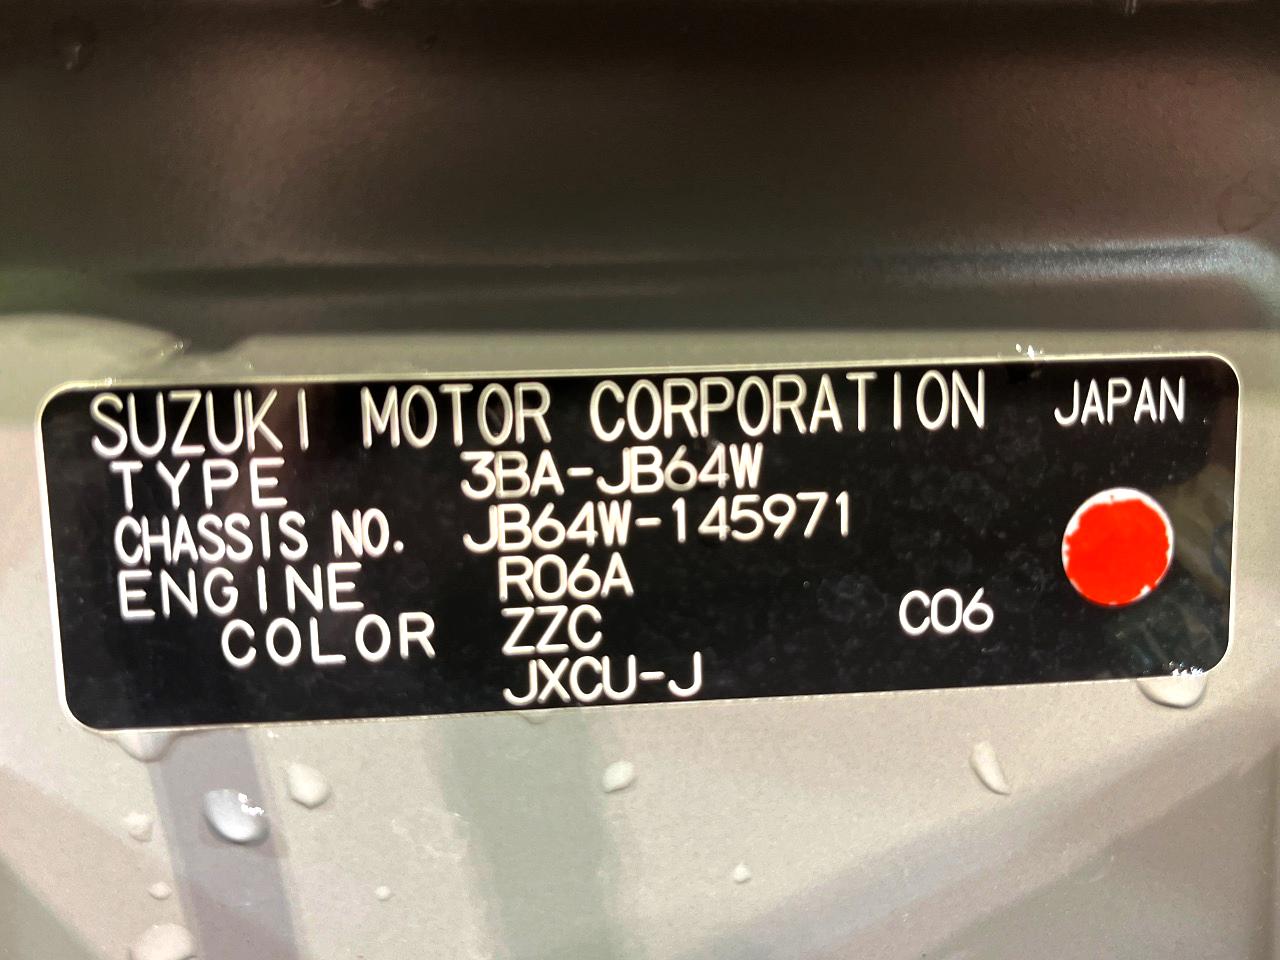 SUZUKI MOTOR CORPORATION JAPAN
TYPE 3BA-JB64W
CHASSIS NO. JB64W-145971
ENGINE R06A
COLOR ZZC C06
JXCU-J